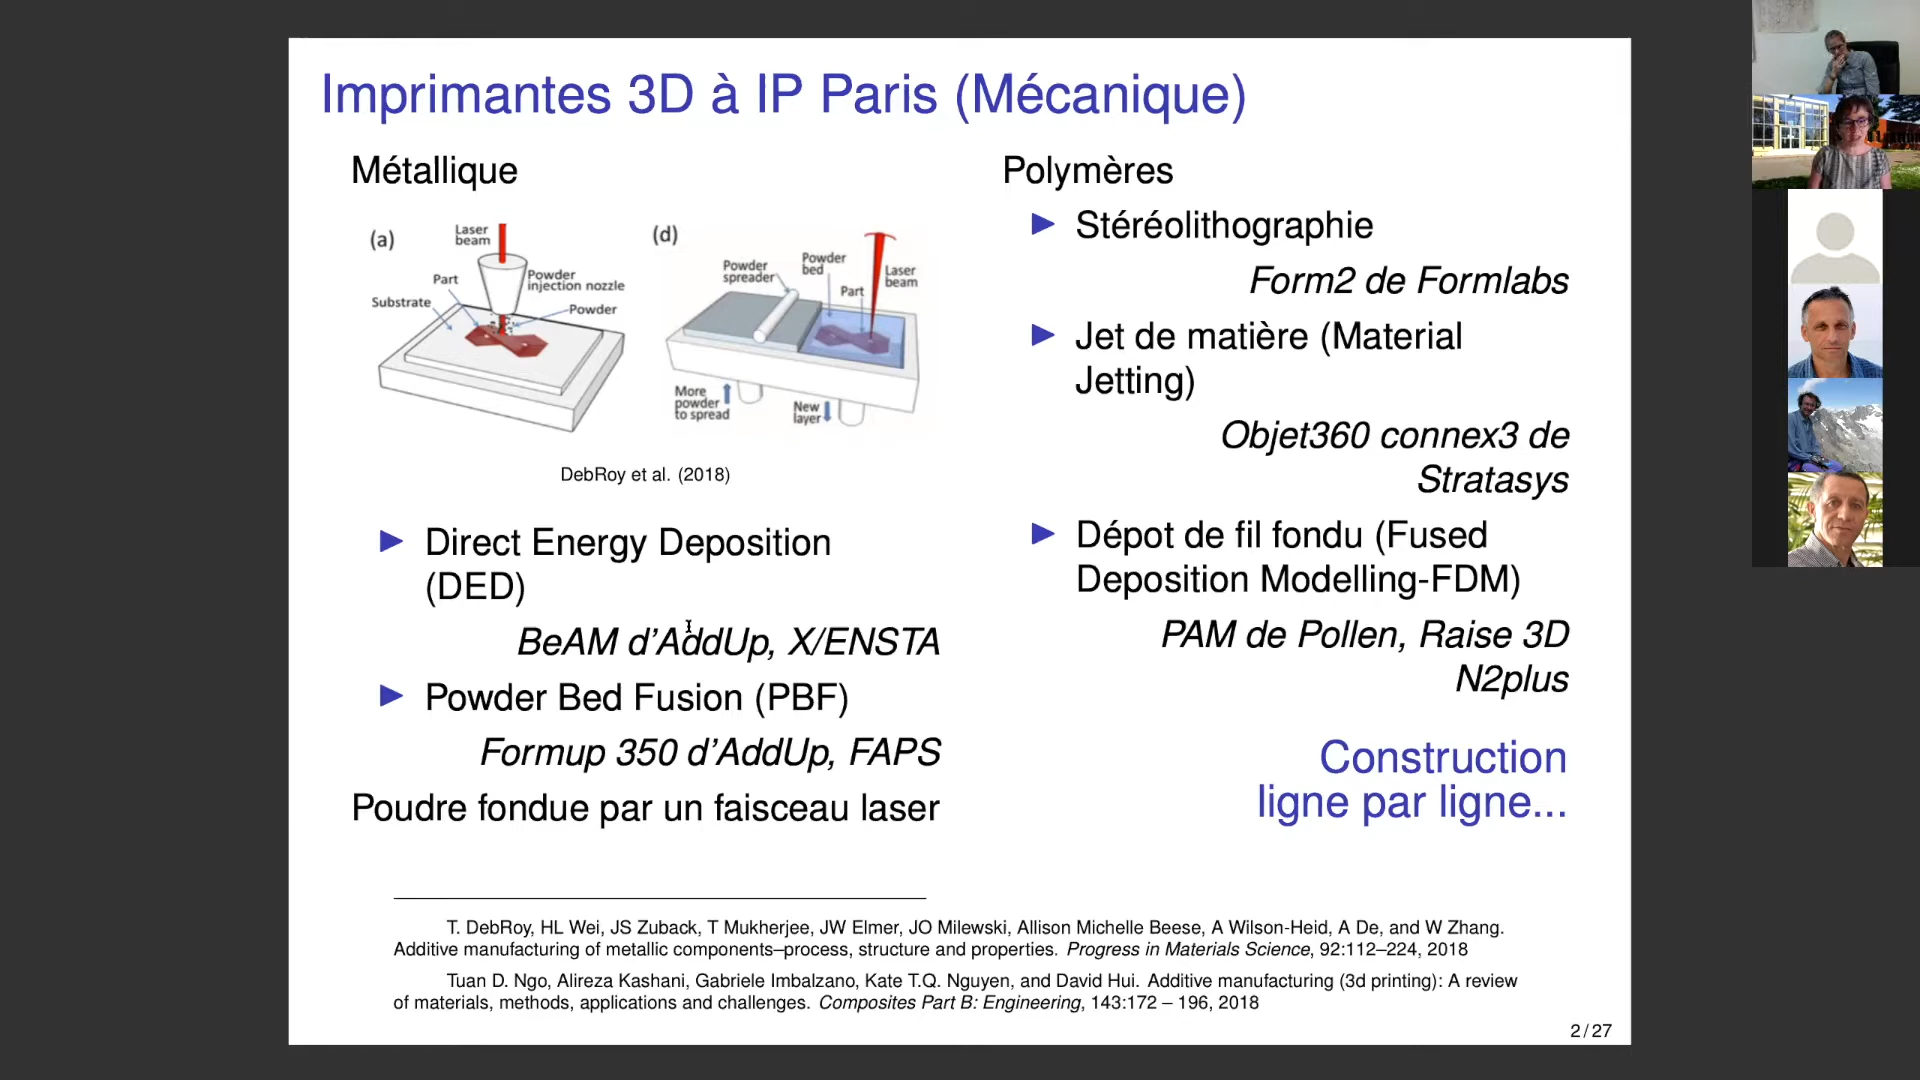 Imprimantes 3D à IP Paris (Mécanique)
Métallique
(a)
Laser
beam
Part
Powder
injection nozzle
Substrate
Powder
(d)
Powder
spreader
Powder
bed
Laser
beam
Part
More
powder
to spread
New
layer
DebRoy et al. (2018)
Direct Energy Deposition
(DED)
BeAM d'AddUp, X/ENSTA
Powder Bed Fusion (PBF)
Formup 350 d'AddUp, FAPS
Poudre fondue par un faisceau laser
Polymères
Stéréolithographie
Form2 de Formlabs
Jet de matière (Material
Jetting)
Objet360 connex3 de
Stratasys
Dépot de fil fondu (Fused
Deposition Modelling-FDM)
PAM de Pollen, Raise 3D
N2plus
Construction
ligne par ligne...
T. DebRoy, HL Wei, JS Zuback, T Mukherjee, JW Elmer, JO Milewski, Allison Michelle Beese, A Wilson-Heid, A De, and W Zhang.
Additive manufacturing of metallic components–process, structure and properties. Progress in Materials Science, 92:112–224, 2018
Tuan D. Ngo, Alireza Kashani, Gabriele Imbalzano, Kate T.Q. Nguyen, and David Hui. Additive manufacturing (3d printing): A review
of materials, methods, applications and challenges. Composites Part B: Engineering, 143:172 – 196, 2018
2 / 27